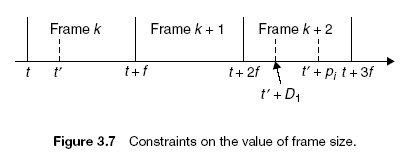 Frame k Frame k + 1 Frame k + 2
t t′ t + f t + 2f t′ + pᵢ t + 3f
t′ + D₁
Figure 3.7 Constraints on the value of frame size.